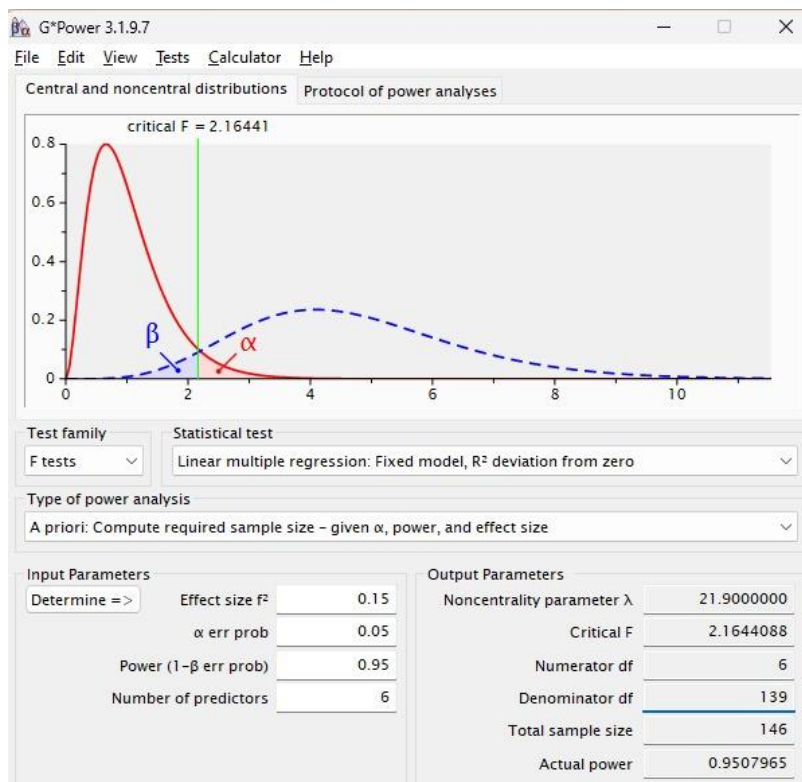 G*Power 3.1.9.7
File Edit View Tests Calculator Help
Central and noncentral distributions Protocol of power analyses
critical F = 2.16441
0.8
0.6
0.4
0.2
β α
0
0 2 4 6 8 10
Test family Statistical test
F tests Linear multiple regression: Fixed model, R² deviation from zero
Type of power analysis
A priori: Compute required sample size – given α, power, and effect size
Input Parameters Output Parameters
Determine => Effect size f² 0.15 Noncentrality parameter λ 21.9000000
α err prob 0.05 Critical F 2.1644088
Power (1-β err prob) 0.95 Numerator df 6
Number of predictors 6 Denominator df 139
Total sample size 146
Actual power 0.9507965